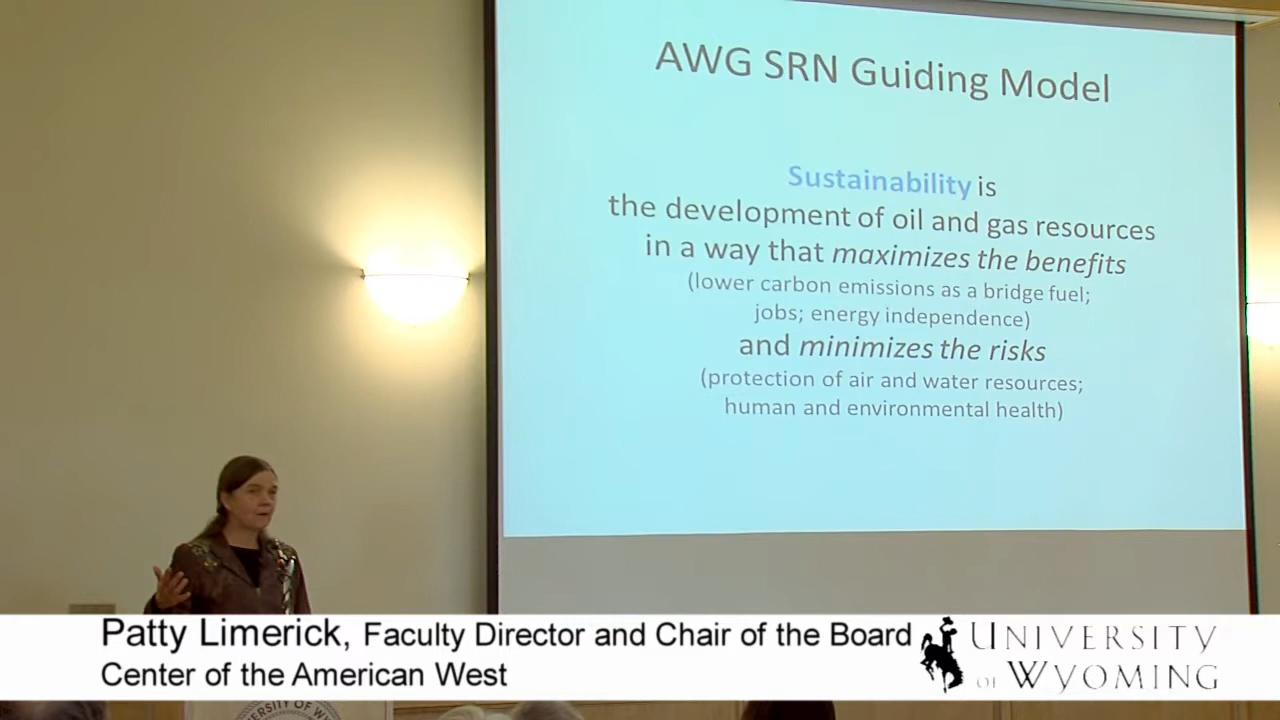 AWG SRN Guiding Model
Sustainability is
the development of oil and gas resources
in a way that maximizes the benefits
(lower carbon emissions as a bridge fuel;
jobs; energy independence)
and minimizes the risks
(protection of air and water resources;
human and environmental health)
Patty Limerick, Faculty Director and Chair of the Board
Center of the American West
UNIVERSITY
OF WYOMING